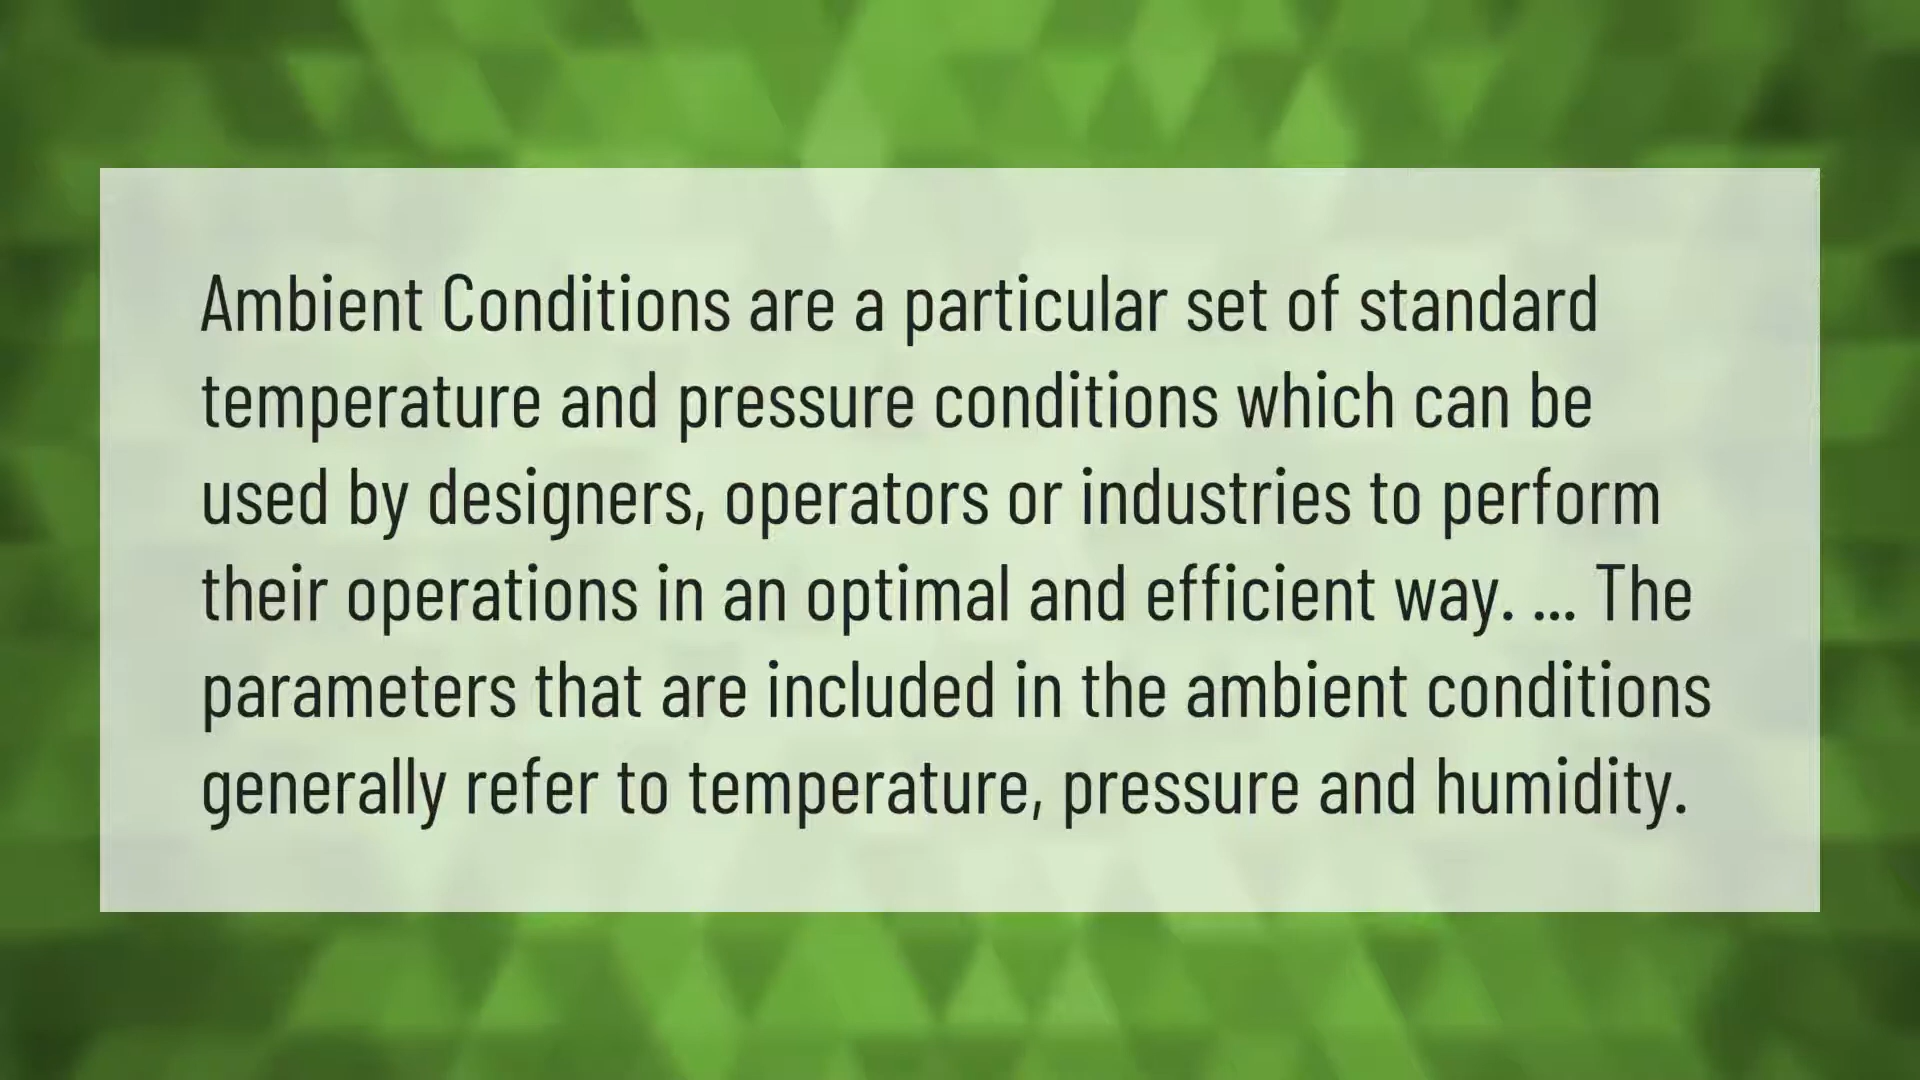 Ambient Conditions are a particular set of standard
temperature and pressure conditions which can be
used by designers, operators or industries to perform
their operations in an optimal and efficient way. ... The
parameters that are included in the ambient conditions
generally refer to temperature, pressure and humidity.